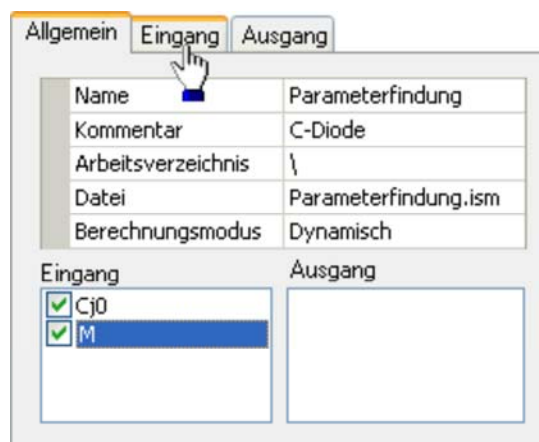 Allgemein Eingang Ausgang
Name Parameterfindung
Kommentar C-Diode
Arbeitsverzeichnis \
Datei Parameterfindung.ism
Berechnungsmodus Dynamisch
Eingang Ausgang
Cj0
M